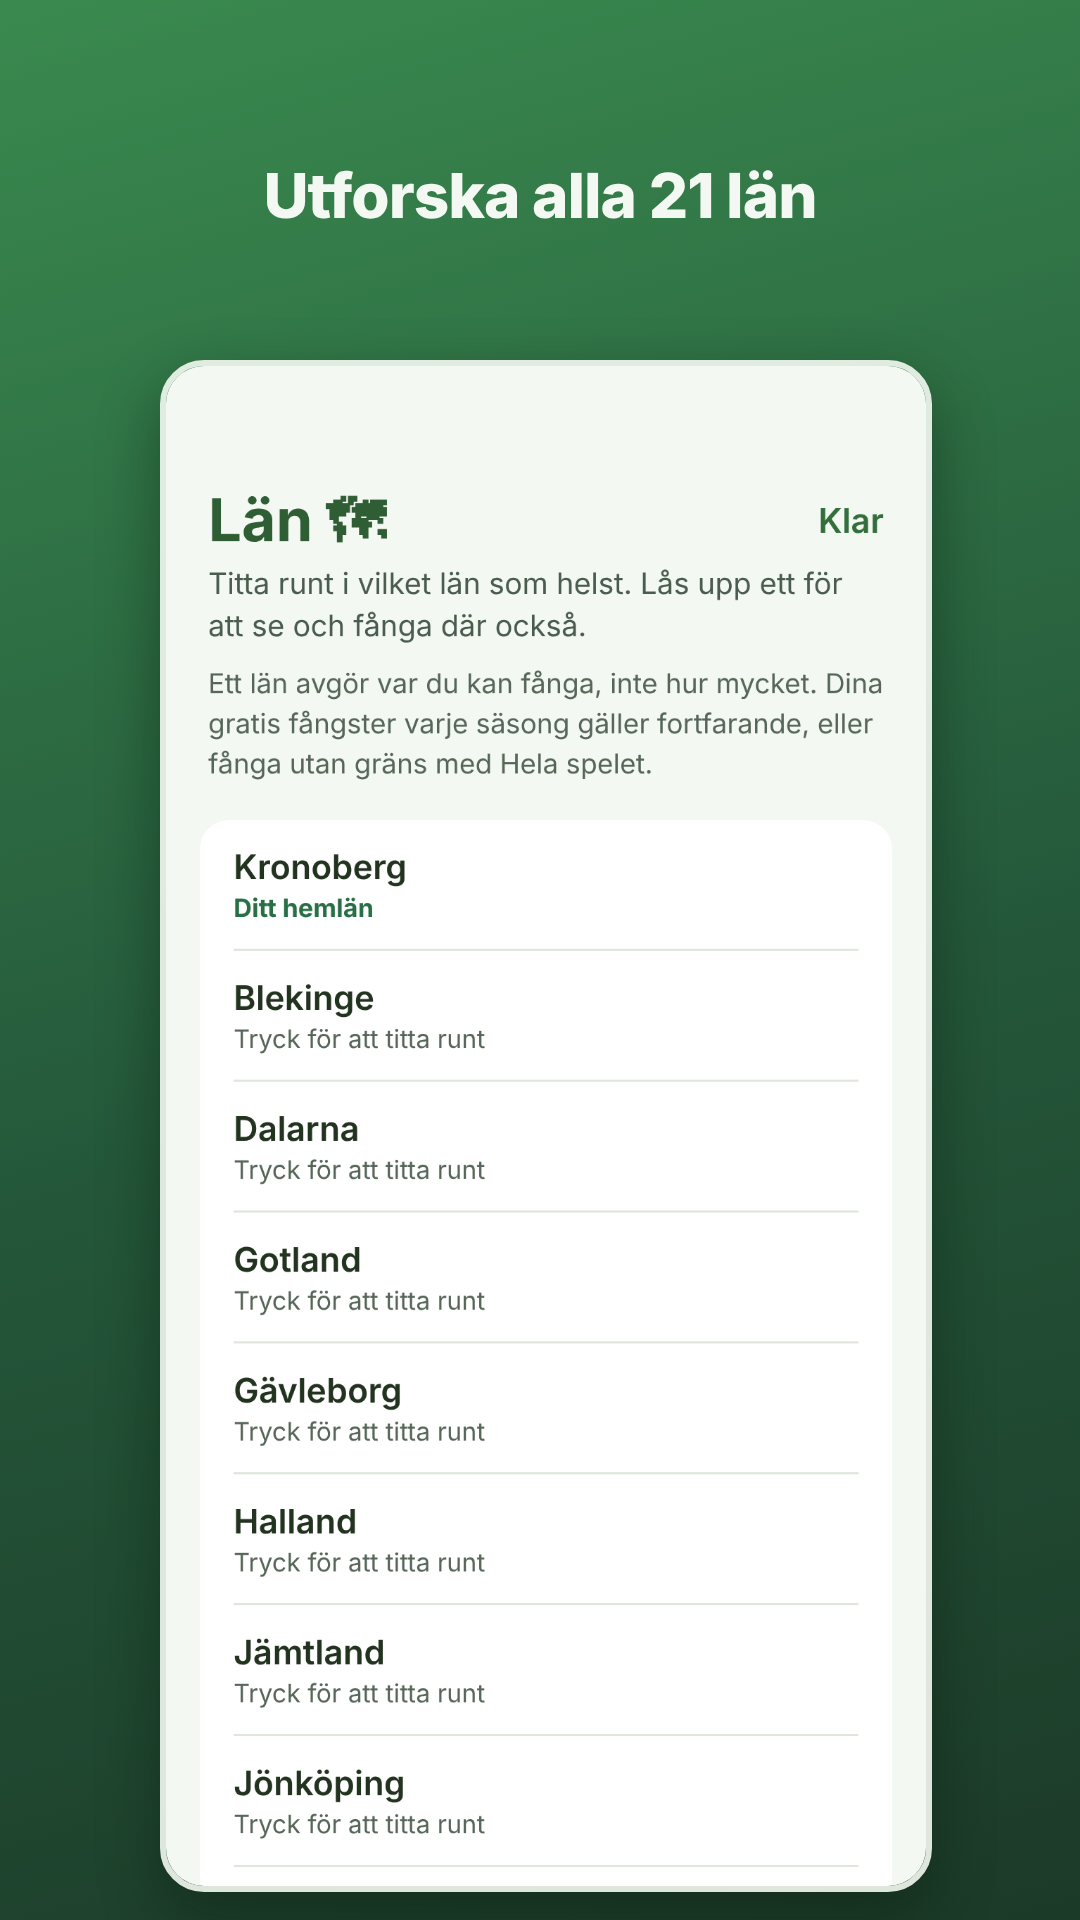 Utforska alla 21 län
Län
Klar
Titta runt i vilket län som helst. Lås upp ett för
att se och fånga där också.
Ett län avgör var du kan fånga, inte hur mycket. Dina
gratis fångster varje säsong gäller fortfarande, eller
fånga utan gräns med Hela spelet.
Kronoberg
Ditt hemlän
Blekinge
Tryck för att titta runt
Dalarna
Tryck för att titta runt
Gotland
Tryck för att titta runt
Gävleborg
Tryck för att titta runt
Halland
Tryck för att titta runt
Jämtland
Tryck för att titta runt
Jönköping
Tryck för att titta runt